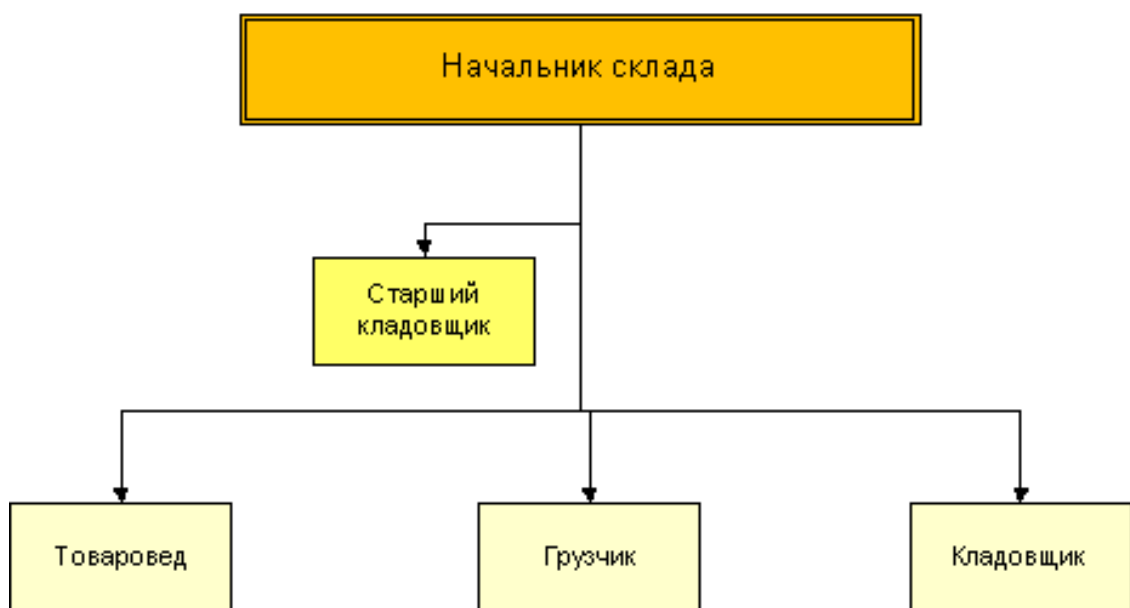 Начальник склада
Старший
кладовщик
Товаровед
Грузчик
Кладовщик